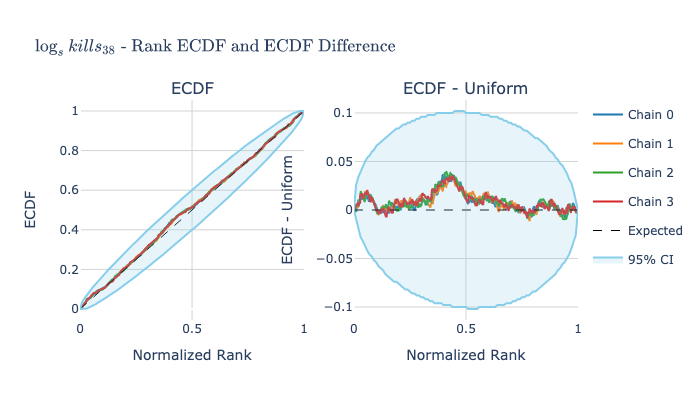 log_s kills_38 - Rank ECDF and ECDF Difference
ECDF
ECDF
1
0.8
0.6
0.4
0.2
0
0
0.5
1
Normalized Rank
ECDF - Uniform
ECDF - Uniform
0.1
0.05
0
−0.05
−0.1
0
0.5
1
Normalized Rank
Chain 0
Chain 1
Chain 2
Chain 3
Expected
95% CI